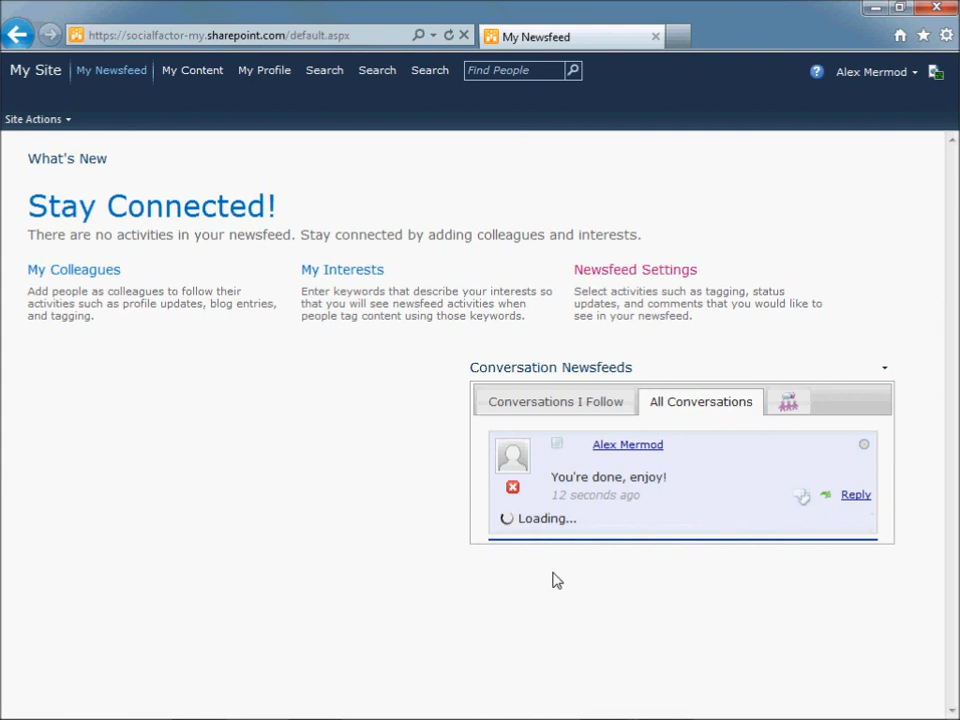 https://socialfactor-my.sharepoint.com/default.aspx
My Newsfeed
My Site My Newsfeed My Content My Profile Search Search Search Find People Alex Mermod
Site Actions
What's New
Stay Connected!
There are no activities in your newsfeed. Stay connected by adding colleagues and interests.
My Colleagues
Add people as colleagues to follow their
activities such as profile updates, blog entries,
and tagging.
My Interests
Enter keywords that describe your interests so
that you will see newsfeed activities when
people tag content using those keywords.
Newsfeed Settings
Select activities such as tagging, status
updates, and comments that you would like to
see in your newsfeed.
Conversation Newsfeeds
Conversations I Follow All Conversations
Alex Mermod
You're done, enjoy!
12 seconds ago Reply
Loading...